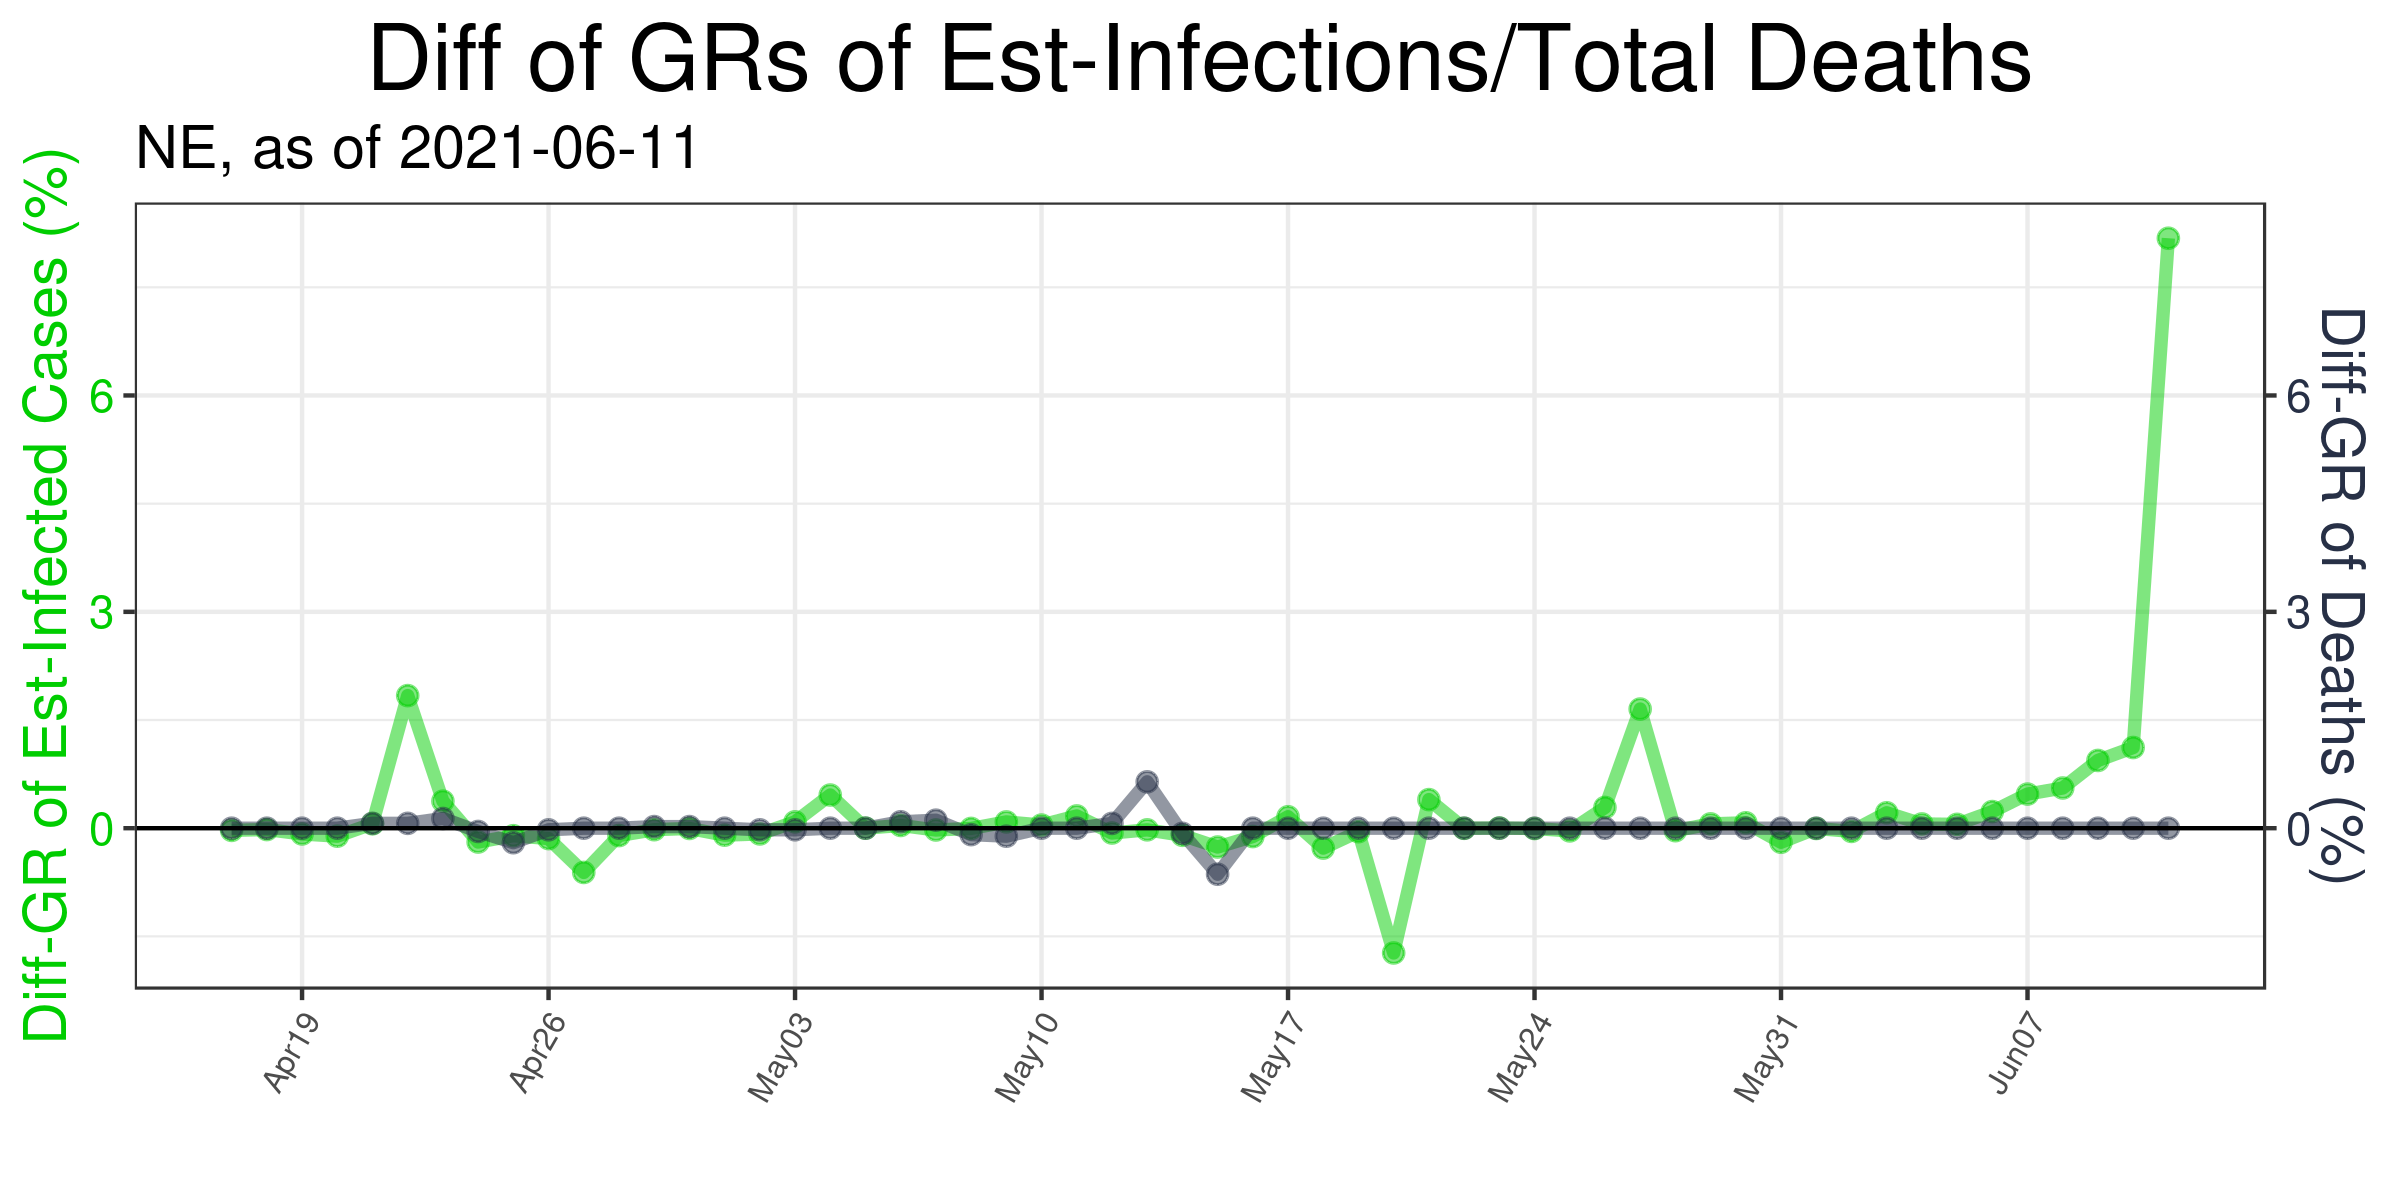 Diff of GRs of Est-Infections/Total Deaths
NE, as of 2021-06-11
Diff-GR of Est-Infected Cases (%)
6
3
0
6
3
0
Diff-GR of Deaths (%)
Apr19
Apr26
May03
May10
May17
May24
May31
Jun07